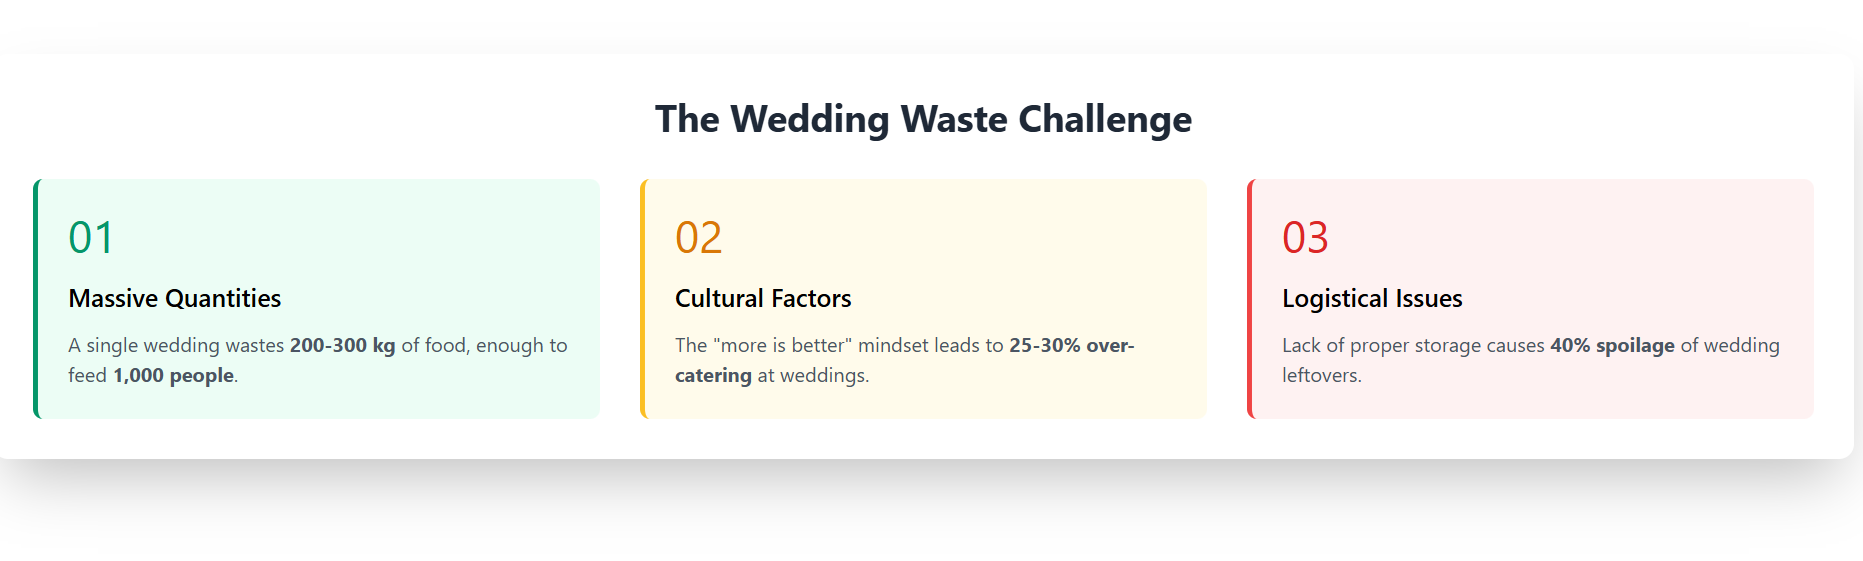 The Wedding Waste Challenge
01
Massive Quantities
A single wedding wastes 200-300 kg of food, enough to
feed 1,000 people.
02
Cultural Factors
The "more is better" mindset leads to 25-30% over-
catering at weddings.
03
Logistical Issues
Lack of proper storage causes 40% spoilage of wedding
leftovers.